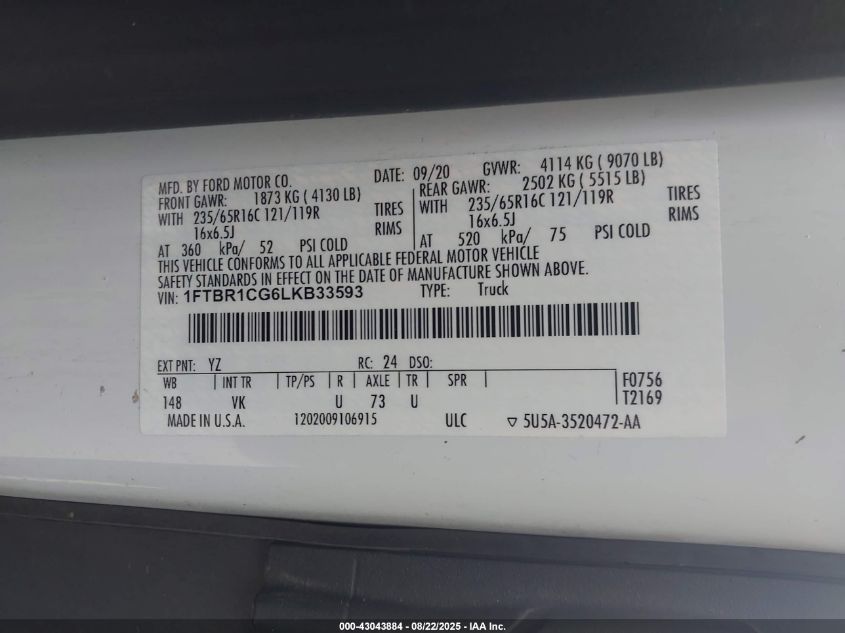 MFD. BY FORD MOTOR CO. DATE: 09/20 GVWR: 4114 KG ( 9070 LB)
FRONT GAWR: 1873 KG ( 4130 LB) REAR GAWR: 2502 KG ( 5515 LB)
WITH 235/65R16C 121/119R TIRES WITH 235/65R16C 121/119R TIRES
16x6.5J RIMS 16x6.5J RIMS
AT 360 kPa/ 52 PSI COLD AT 520 kPa/ 75 PSI COLD
THIS VEHICLE CONFORMS TO ALL APPLICABLE FEDERAL MOTOR VEHICLE
SAFETY STANDARDS IN EFFECT ON THE DATE OF MANUFACTURE SHOWN ABOVE.
VIN: 1FTBR1CG6LKB33593 TYPE: Truck
EXT PNT: YZ RC: 24 DSO:
WB INT TR TP/PS R AXLE TR SPR F0756
148 VK U 73 U T2169
MADE IN U.S.A. 1202009106915 ULC ▽ 5U5A-3520472-AA
000-43043884 - 08/22/2025 - IAA Inc.